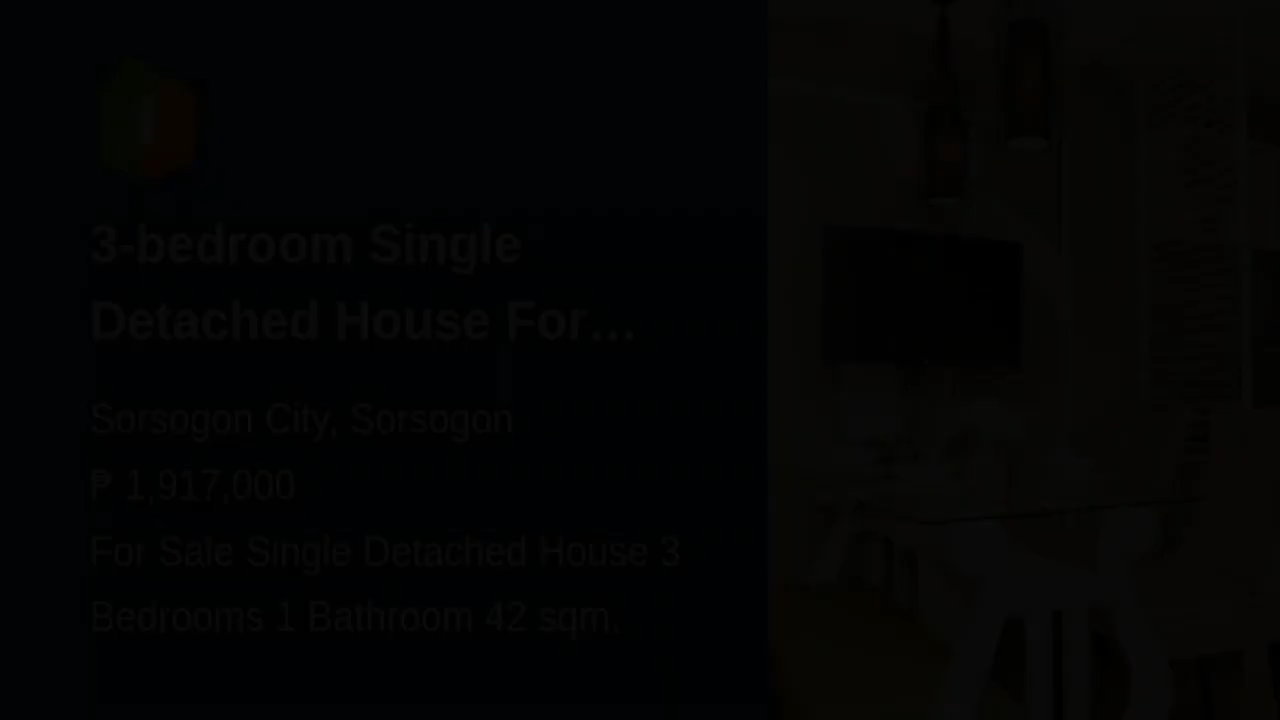 3-bedroom Single
Detached House For...
Sorsogon City, Sorsogon
₱ 1,917,000
For Sale Single Detached House 3
Bedrooms 1 Bathroom 42 sqm.